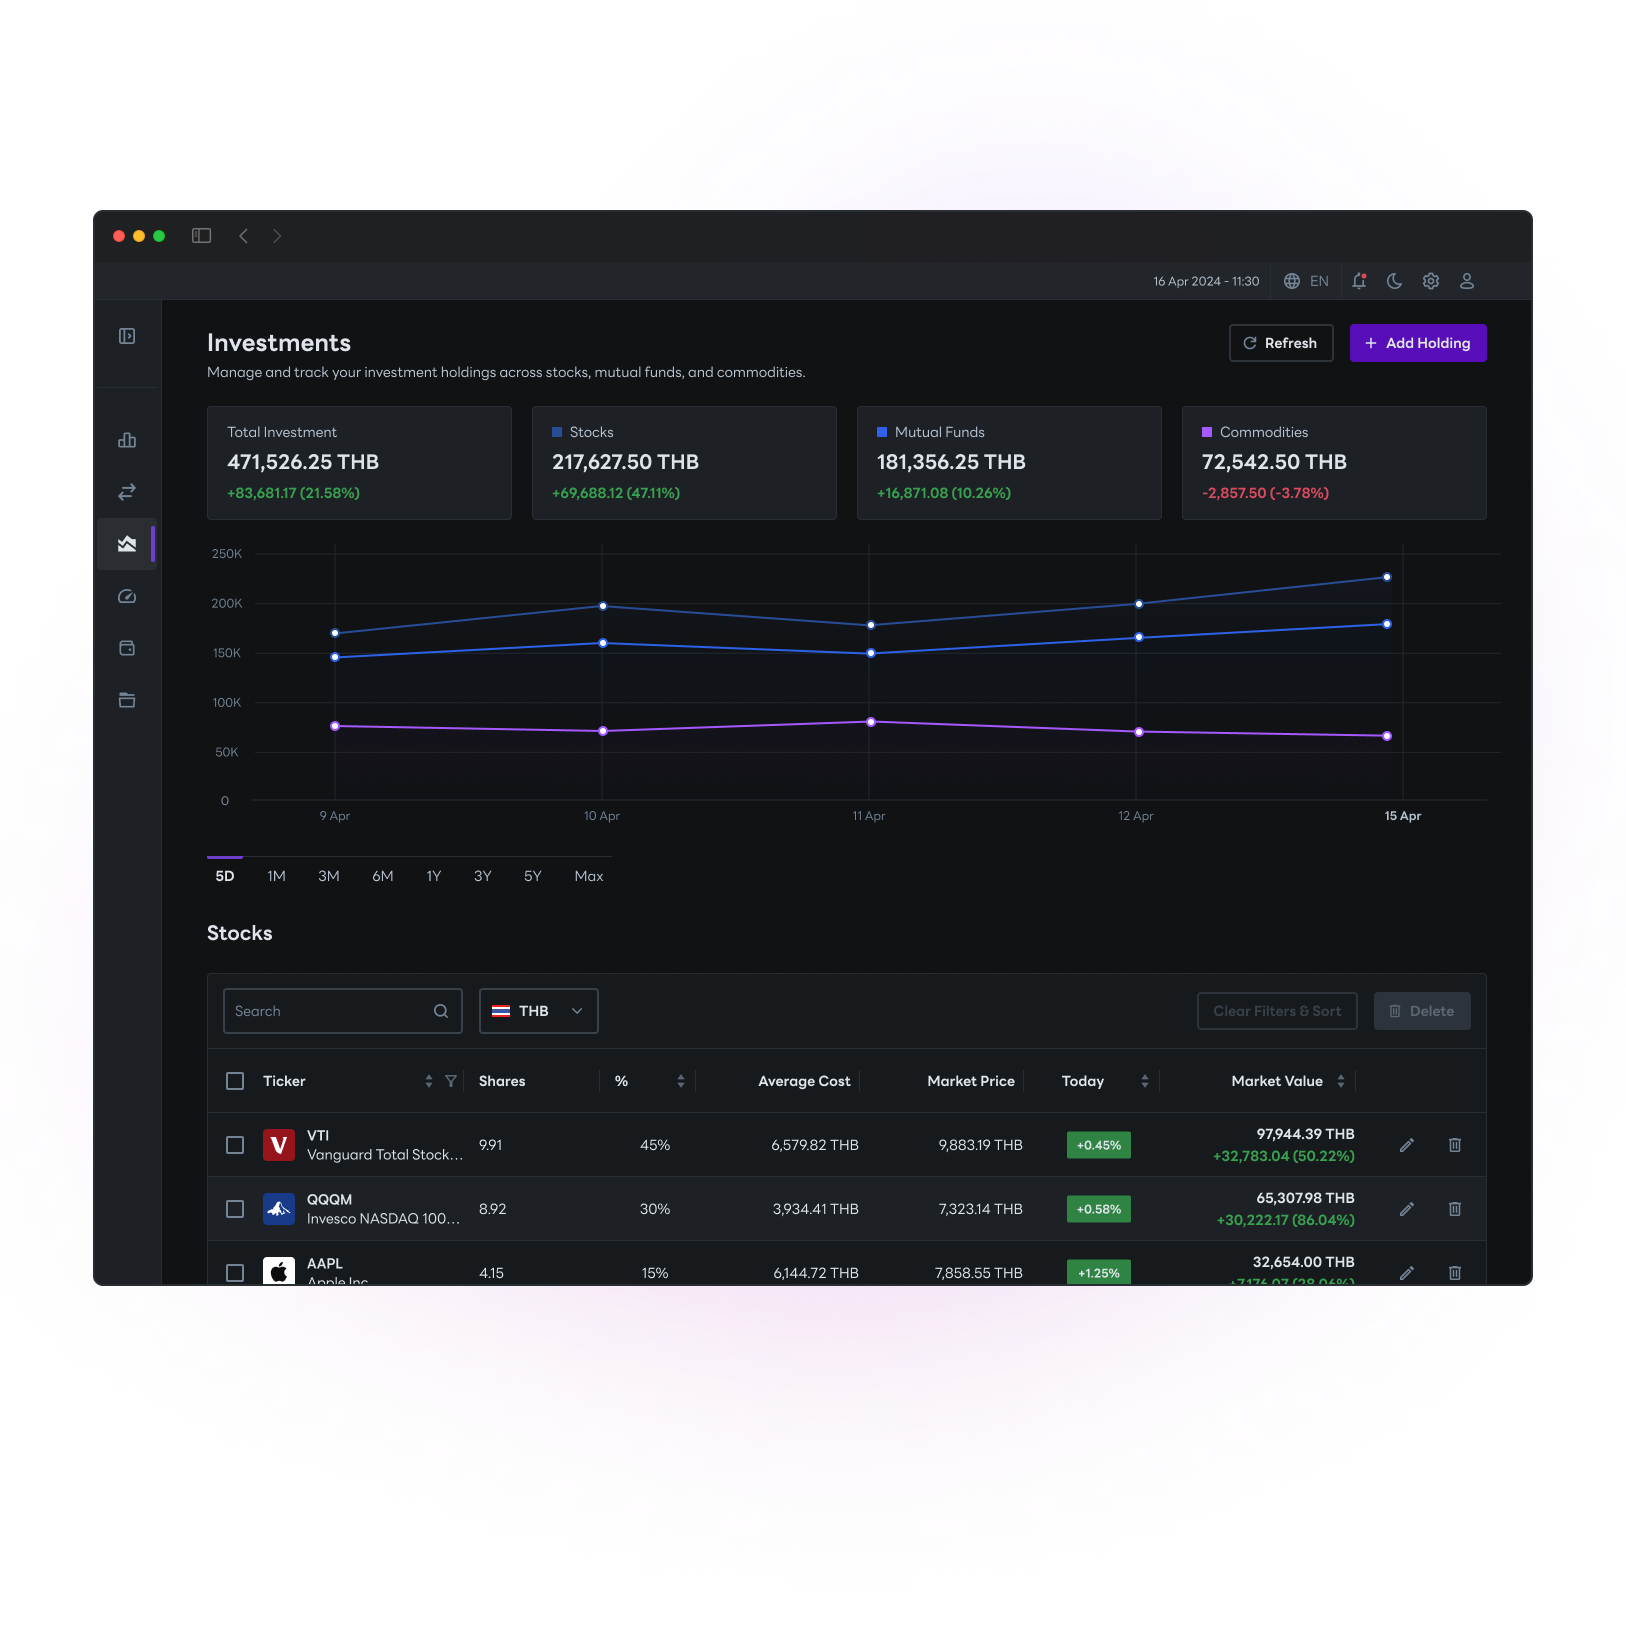 16 Apr 2024 - 11:30
EN
Investments
Refresh
+ Add Holding
Manage and track your investment holdings across stocks, mutual funds, and commodities.
Total Investment
471,526.25 THB
+83,681.17 (21.58%)
Stocks
217,627.50 THB
+69,688.12 (47.11%)
Mutual Funds
181,356.25 THB
+16,871.08 (10.26%)
Commodities
72,542.50 THB
-2,857.50 (-3.78%)
250K
200K
150K
100K
50K
0
9 Apr
10 Apr
11 Apr
12 Apr
15 Apr
5D 1M 3M 6M 1Y 3Y 5Y Max
Stocks
Search
THB
Clear Filters & Sort
Delete
Ticker Shares % Average Cost Market Price Today Market Value
VTI
Vanguard Total Stock...
9.91
45%
6,579.82 THB
9,883.19 THB
+0.45%
97,944.39 THB
+32,783.04 (50.22%)
QQQM
Invesco NASDAQ 100...
8.92
30%
3,934.41 THB
7,323.14 THB
+0.58%
65,307.98 THB
+30,222.17 (86.04%)
AAPL
Apple Inc
4.15
15%
6,144.72 THB
7,858.55 THB
+1.25%
32,654.00 THB
+7,176.07 (28.06%)